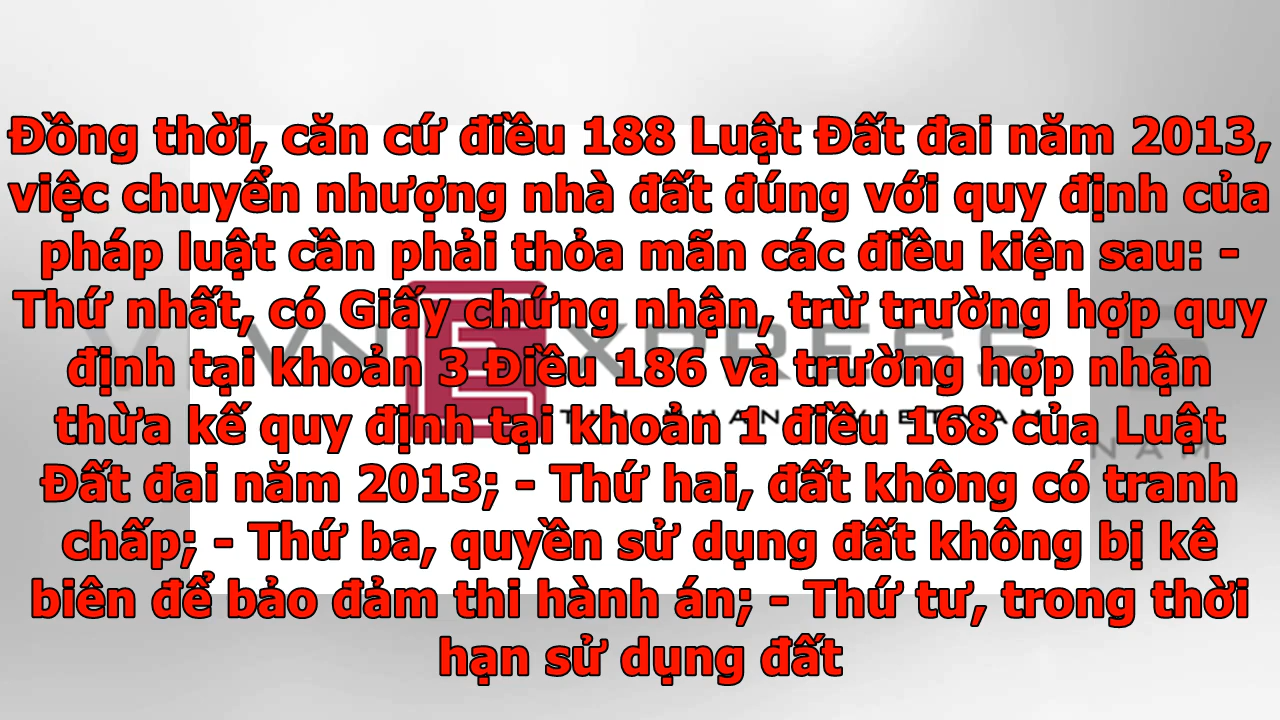 Đồng thời, căn cứ điều 188 Luật Đất đai năm 2013,
việc chuyển nhượng nhà đất đúng với quy định của
pháp luật cần phải thỏa mãn các điều kiện sau: -
Thứ nhất, có Giấy chứng nhận, trừ trường hợp quy
định tại khoản 3 Điều 186 và trường hợp nhận
thừa kế quy định tại khoản 1 điều 168 của Luật
Đất đai năm 2013; - Thứ hai, đất không có tranh
chấp; - Thứ ba, quyền sử dụng đất không bị kê
biên để bảo đảm thi hành án; - Thứ tư, trong thời
hạn sử dụng đất
VNEXPRESS
VIETNAM
NAM